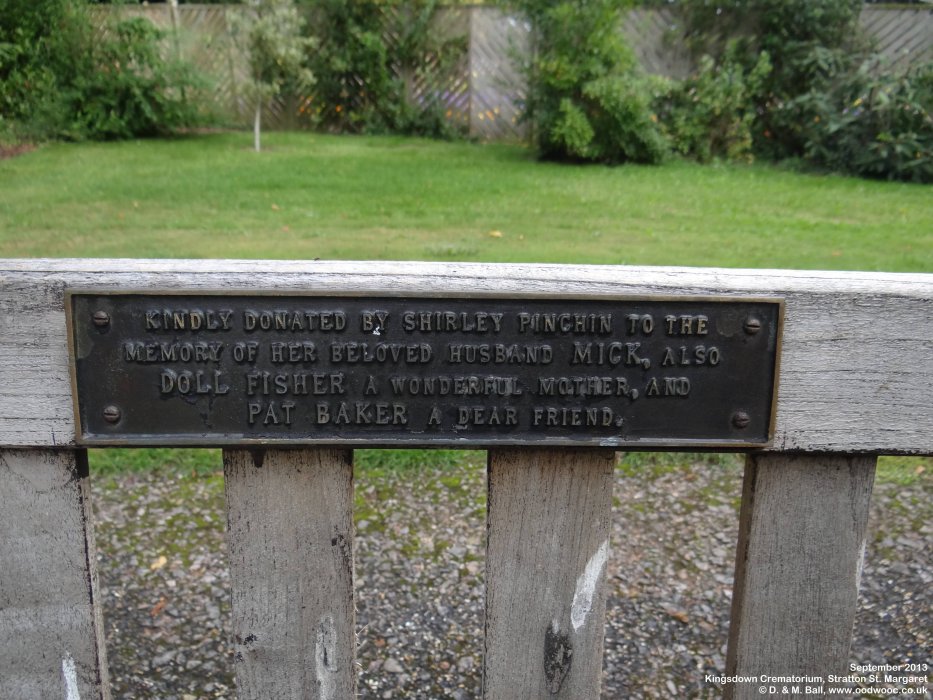 KINDLY DONATED BY SHIRLEY PINCHIN TO THE
MEMORY OF HER BELOVED HUSBAND MICK, ALSO
DOLL FISHER A WONDERFUL MOTHER, AND
PAT BAKER A DEAR FRIEND.
September 2013
Kingsdown Crematorium, Stratton St. Margaret
© D. & M. Ball, www.oodwooc.co.uk